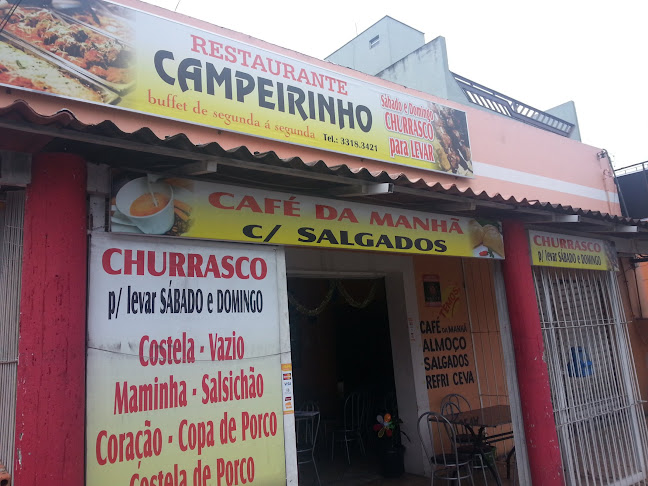 RESTAURANTE
CAMPEIRINHO
buffet de segunda á segunda
Tel.: 3318.3421
Sábado e Domingo
CHURRASCO
para LEVAR
CAFÉ DA MANHÃ
C/ SALGADOS
CHURRASCO
p/ levar SÁBADO e DOMINGO
Costela - Vazio
Maminha - Salsichão
Coração - Copa de Porco
Costela de Porco
CHURRASCO
p/ levar SÁBADO e DOMINGO
CAFÉ DA MANHÃ
ALMOÇO
SALGADOS
REFRI CEVA